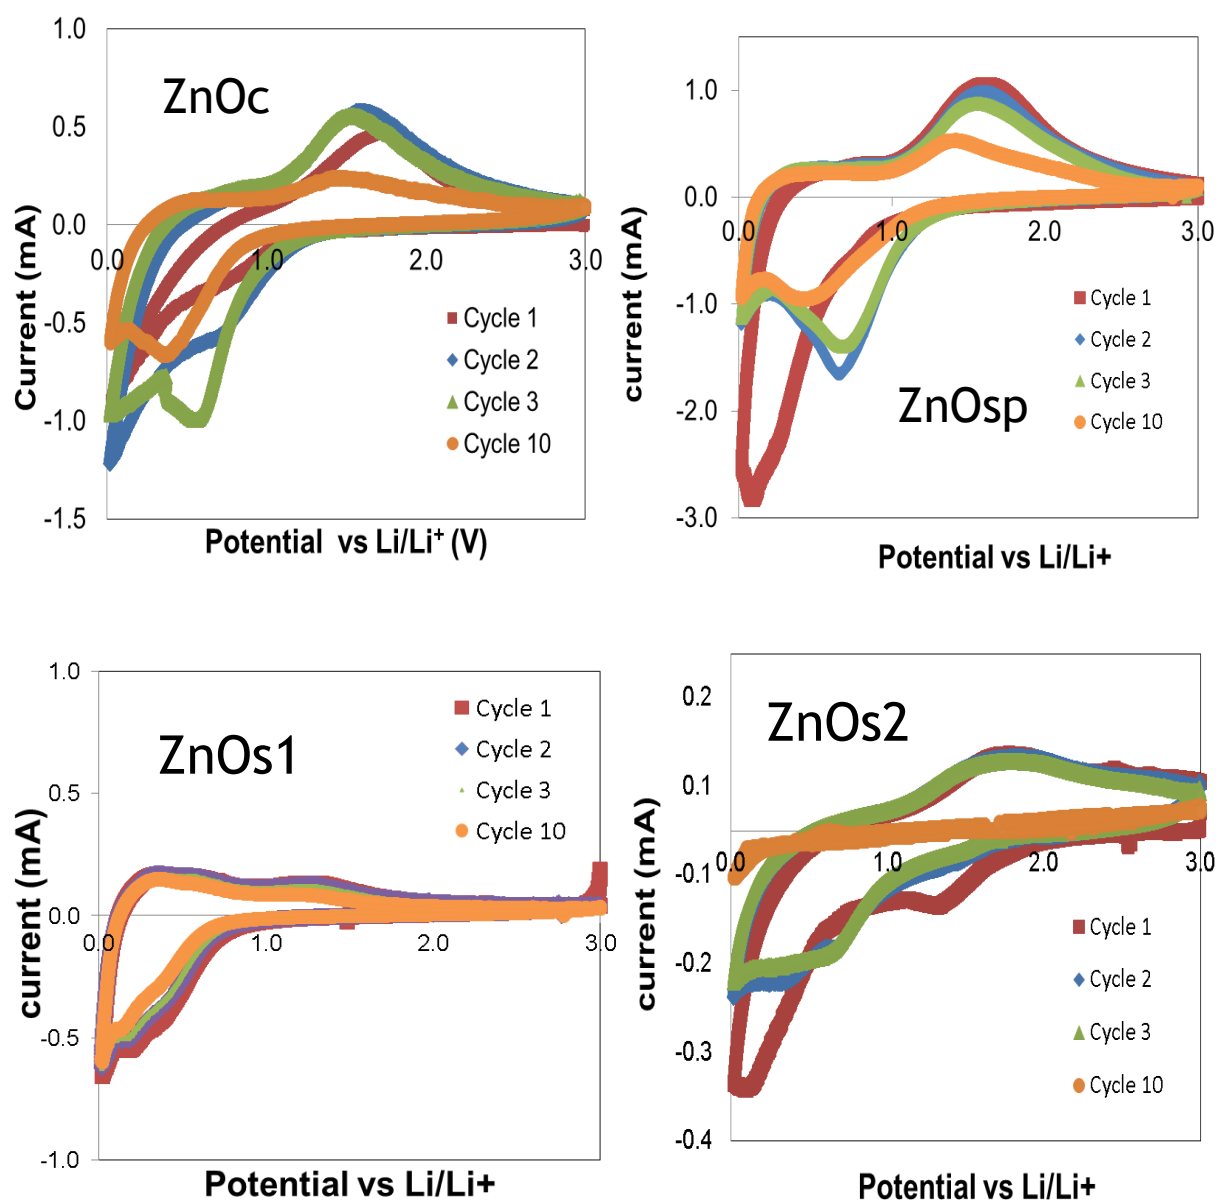 1.0
ZnOc
0.5
0.0
0.0
1.0
2.0
3.0
-0.5
-1.0
-1.5
Current (mA)
Cycle 1
Cycle 2
Cycle 3
Cycle 10
Potential vs Li/Li⁺ (V)
1.0
0.0
0.0
1.0
2.0
3.0
-1.0
-2.0
-3.0
current (mA)
Cycle 1
Cycle 2
Cycle 3
Cycle 10
ZnOsp
Potential vs Li/Li+
1.0
ZnOs1
0.5
0.0
0.0
1.0
2.0
3.0
-0.5
-1.0
current (mA)
Cycle 1
Cycle 2
Cycle 3
Cycle 10
Potential vs Li/Li+
0.2
ZnOs2
0.1
0.0
1.0
2.0
3.0
-0.1
-0.2
-0.3
-0.4
current (mA)
Cycle 1
Cycle 2
Cycle 3
Cycle 10
Potential vs Li/Li+